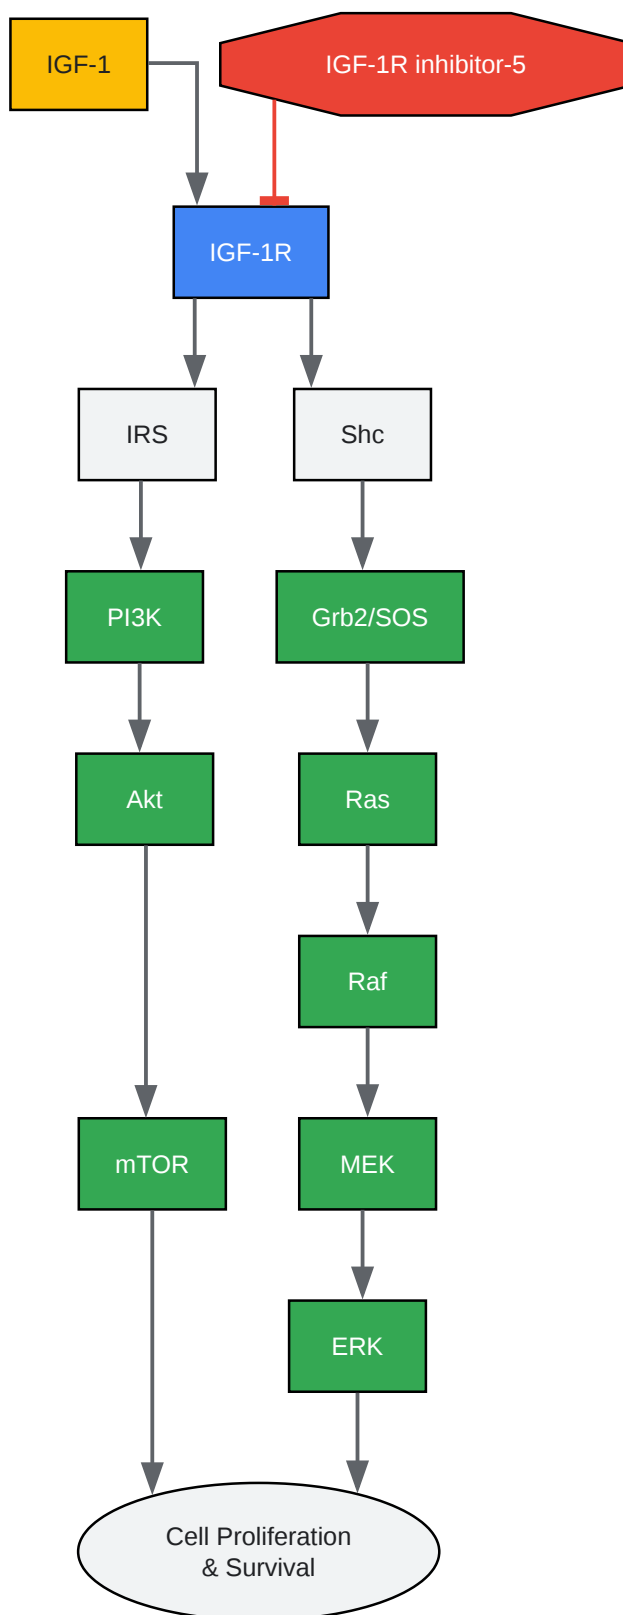 IGF-1
IGF-1R inhibitor-5
IGF-1R
IRS
Shc
PI3K
Grb2/SOS
Akt
Ras
Raf
mTOR
MEK
ERK
Cell Proliferation
& Survival